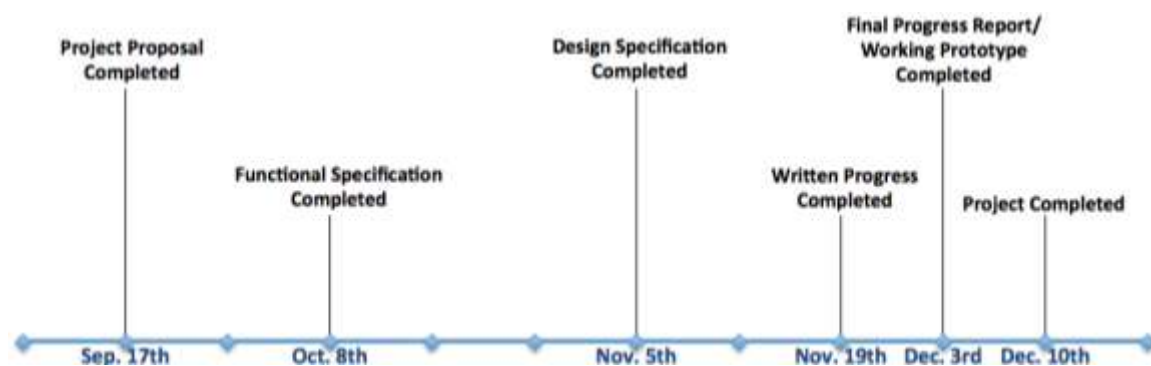 Project Proposal
Completed
Functional Specification
Completed
Design Specification
Completed
Written Progress
Completed
Final Progress Report/
Working Prototype
Completed
Project Completed
Sep. 17th
Oct. 8th
Nov. 5th
Nov. 19th
Dec. 3rd
Dec. 10th